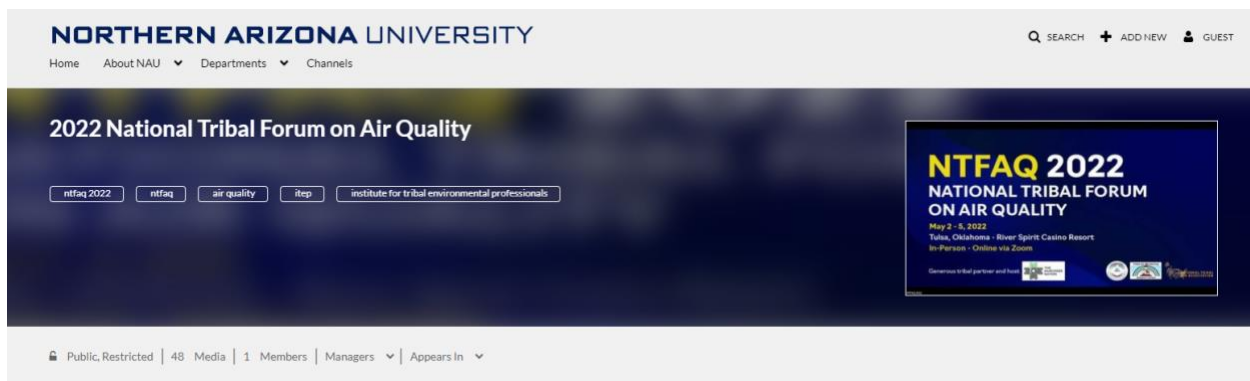 NORTHERN ARIZONA UNIVERSITY
SEARCH ADD NEW GUEST
Home About NAU Departments Channels
2022 National Tribal Forum on Air Quality
ntfaq 2022 ntfaq air quality itep institute for tribal environmental professionals
NTFAQ 2022
NATIONAL TRIBAL FORUM
ON AIR QUALITY
May 2 - 5, 2022
Tulsa, Oklahoma - River Spirit Casino Resort
In-Person - Online via Zoom
Generous tribal partner and host:
Public, Restricted | 48 Media | 1 Members | Managers | Appears In